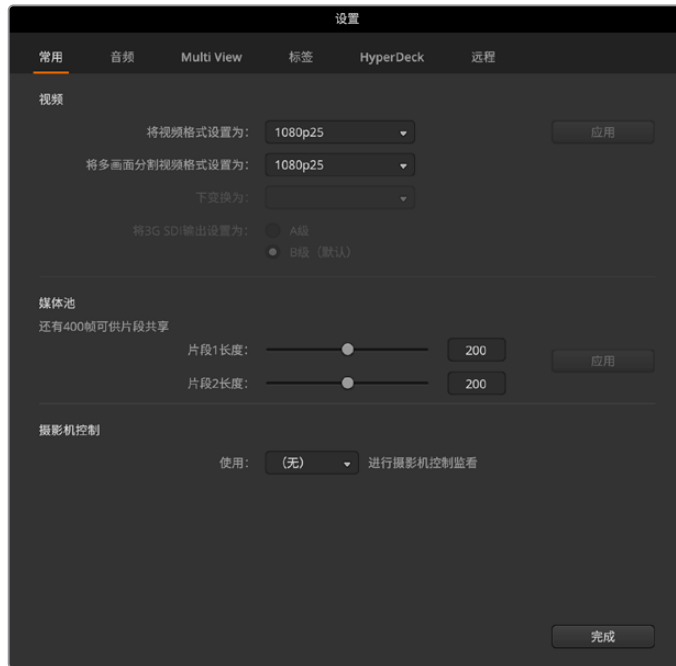 设置
常用 音频 Multi View 标签 HyperDeck 远程
视频
将视频格式设置为： 1080p25 应用
将多画面分割视频格式设置为： 1080p25
下变换为：
将3G SDI输出设置为： A级
B级（默认）
媒体池
还有400帧可供片段共享
片段1长度： 200
应用
片段2长度： 200
摄影机控制
使用： （无） 进行摄影机控制监看
完成